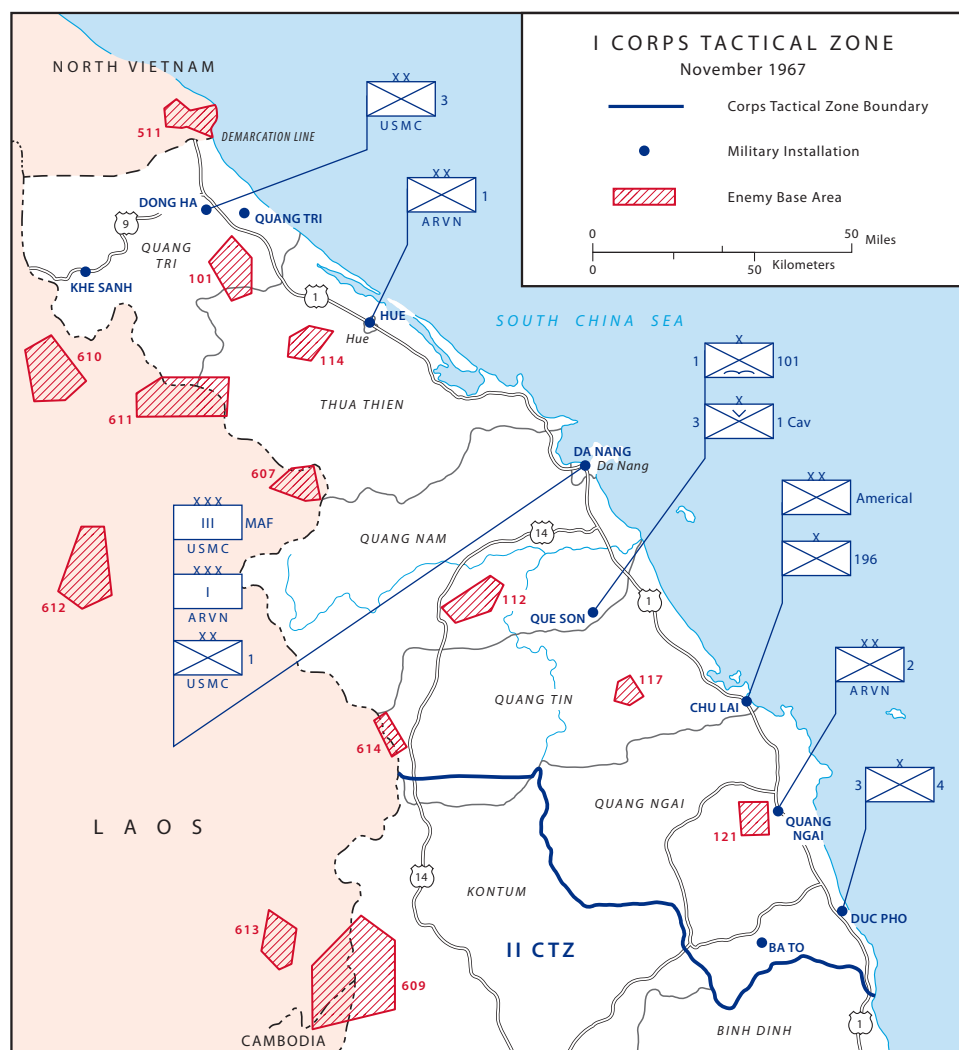 I CORPS TACTICAL ZONE
November 1967
Corps Tactical Zone Boundary
Military Installation
Enemy Base Area
0 50
Miles
0 50
Kilometers
NORTH VIETNAM
511
DEMARCATION LINE
XX
3
USMC
XX
1
ARVN
DONG HA
QUANG TRI
9
QUANG
TRI
KHE SANH
101
1
HUE
Hue
114
SOUTH CHINA SEA
610
611
THUA THIEN
X
1 101
X
3 1 Cav
DA NANG
Da Nang
607
XXX
III MAF
USMC
XXX
I
ARVN
XX
1
USMC
QUANG NAM
14
XX
Americal
X
196
612
112
QUE SON
1
XX
2
ARVN
117
QUANG TIN
CHU LAI
614
X
3 4
LAOS
QUANG NGAI
121
QUANG
NGAI
14
KONTUM
DUC PHO
613
II CTZ
BA TO
609
CAMBODIA
BINH DINH
1